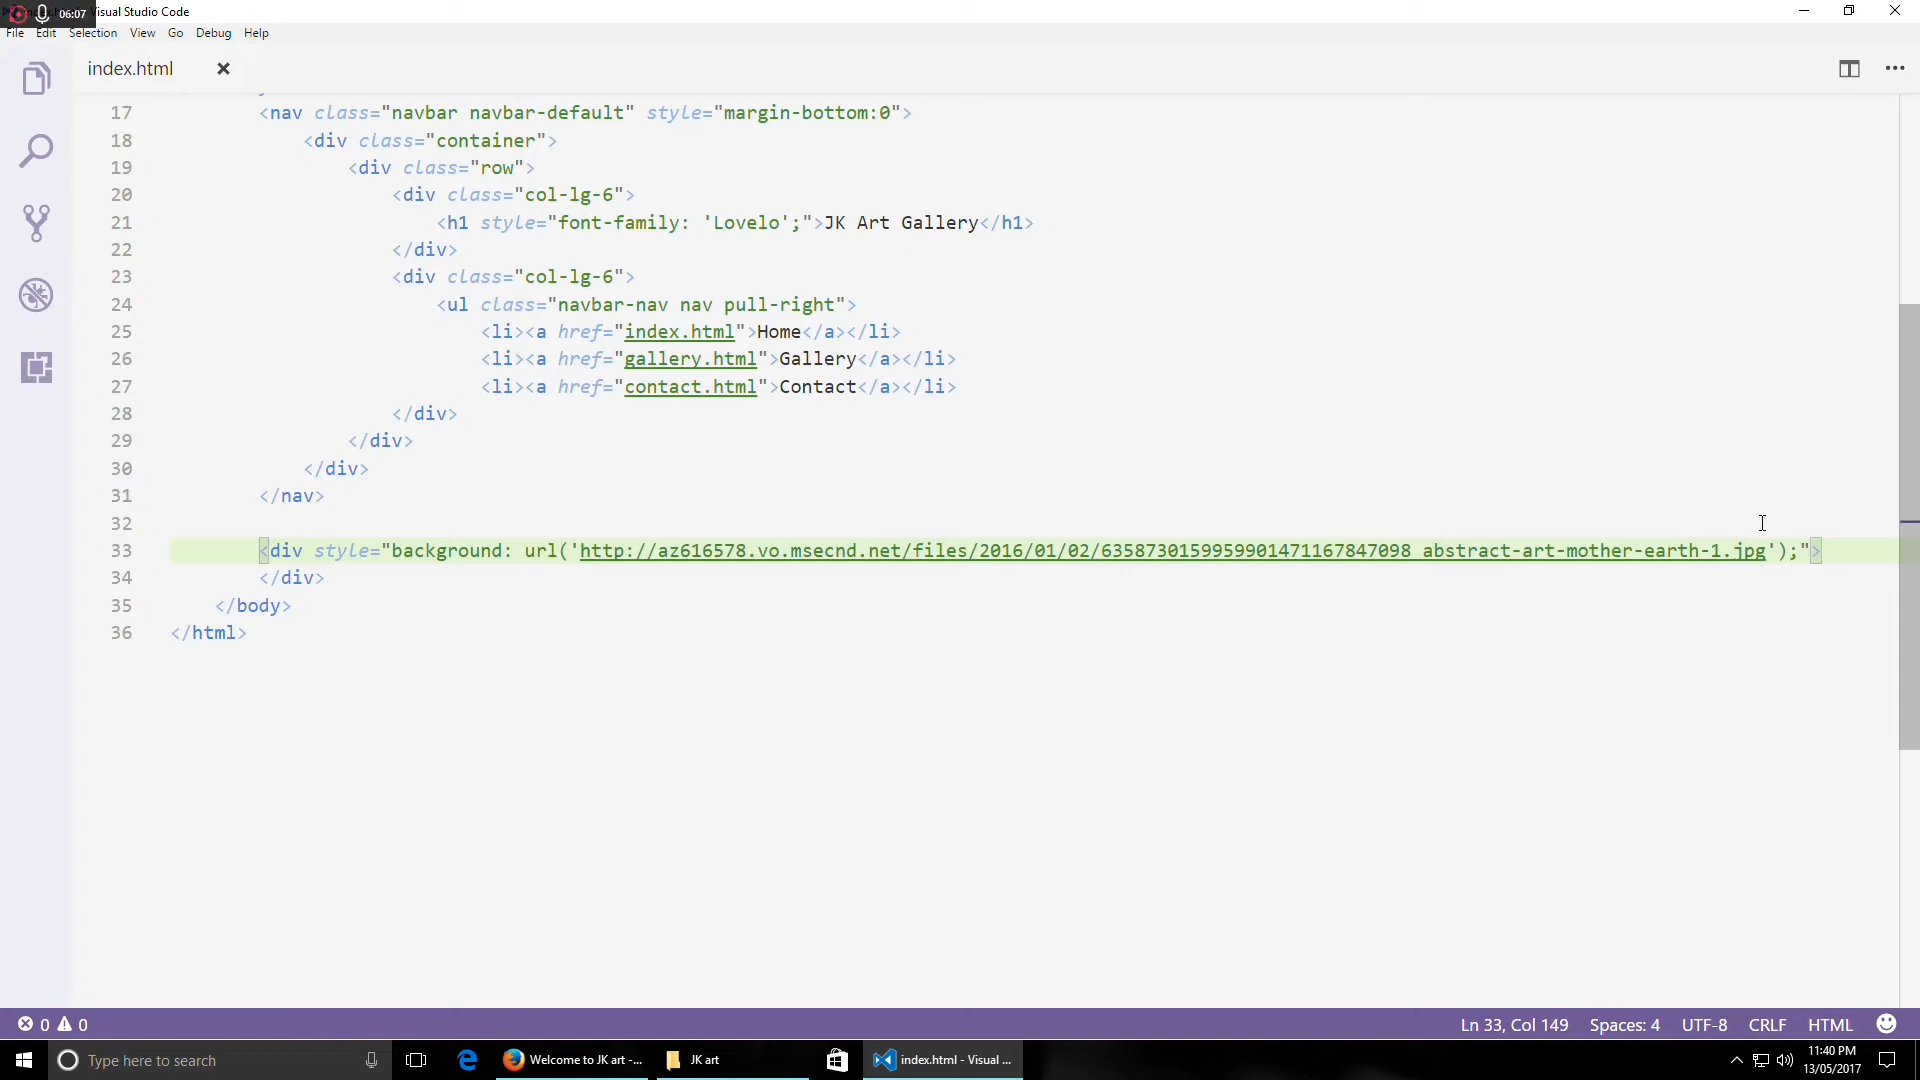 06:07 Visual Studio Code
File Edit Selection View Go Debug Help
index.html
17 <nav class="navbar navbar-default" style="margin-bottom:0">
18 <div class="container">
19 <div class="row">
20 <div class="col-lg-6">
21 <h1 style="font-family: 'Lovelo';">JK Art Gallery</h1>
22 </div>
23 <div class="col-lg-6">
24 <ul class="navbar-nav nav pull-right">
25 <li><a href="index.html">Home</a></li>
26 <li><a href="gallery.html">Gallery</a></li>
27 <li><a href="contact.html">Contact</a></li>
28 </div>
29 </div>
30 </div>
31 </nav>
32
33 <div style="background: url('http://az616578.vo.msecnd.net/files/2016/01/02/6358730159959901471167847098_abstract-art-mother-earth-1.jpg');">
34 </div>
35 </body>
36 </html>
0 0 Ln 33, Col 149 Spaces: 4 UTF-8 CRLF HTML
Type here to search Welcome to JK art -... JK art index.html - Visual ... 11:40 PM
13/05/2017